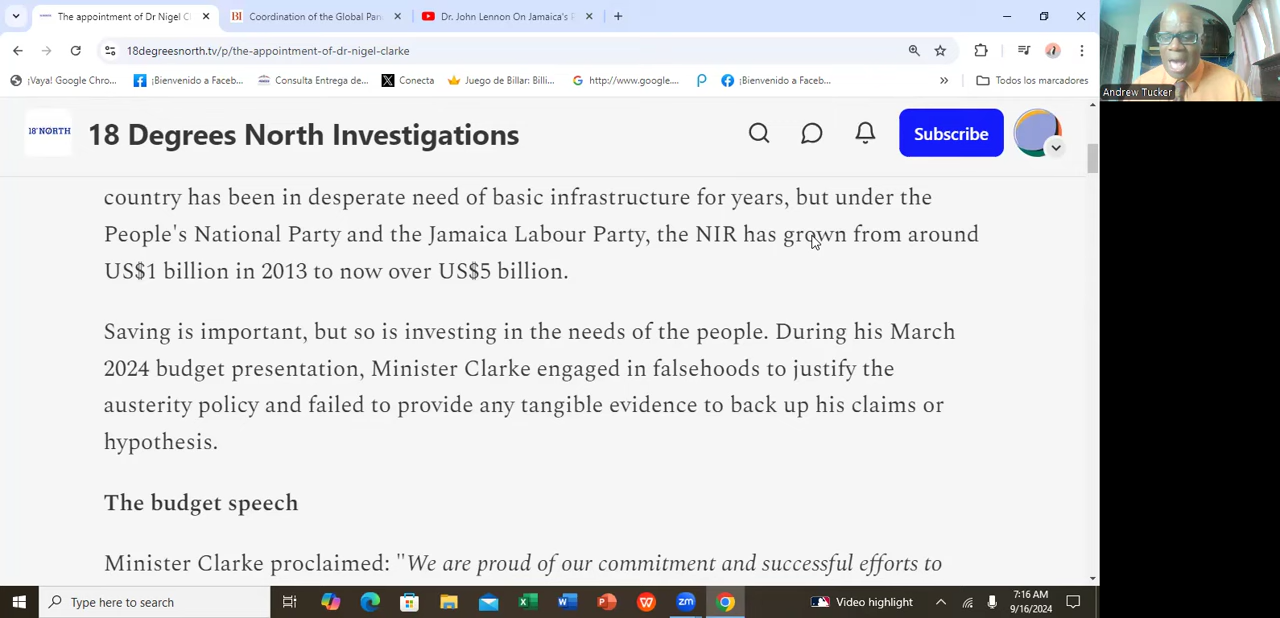 The appointment of Dr Nigel Cl
Coordination of the Global Pan
Dr. John Lennon On Jamaica's
18degreesnorth.tv/p/the-appointment-of-dr-nigel-clarke
¡Vaya! Google Chro...
¡Bienvenido a Faceb...
Consulta Entrega de...
Conecta
Juego de Billar: Billi...
http://www.google....
¡Bienvenido a Faceb...
»
Todos los marcadores
Andrew Tucker
18° NORTH
18 Degrees North Investigations
Subscribe
country has been in desperate need of basic infrastructure for years, but under the
People's National Party and the Jamaica Labour Party, the NIR has grown from around
US$1 billion in 2013 to now over US$5 billion.
Saving is important, but so is investing in the needs of the people. During his March
2024 budget presentation, Minister Clarke engaged in falsehoods to justify the
austerity policy and failed to provide any tangible evidence to back up his claims or
hypothesis.
The budget speech
Minister Clarke proclaimed: "We are proud of our commitment and successful efforts to
Type here to search
zm
Video highlight
7:16 AM
9/16/2024